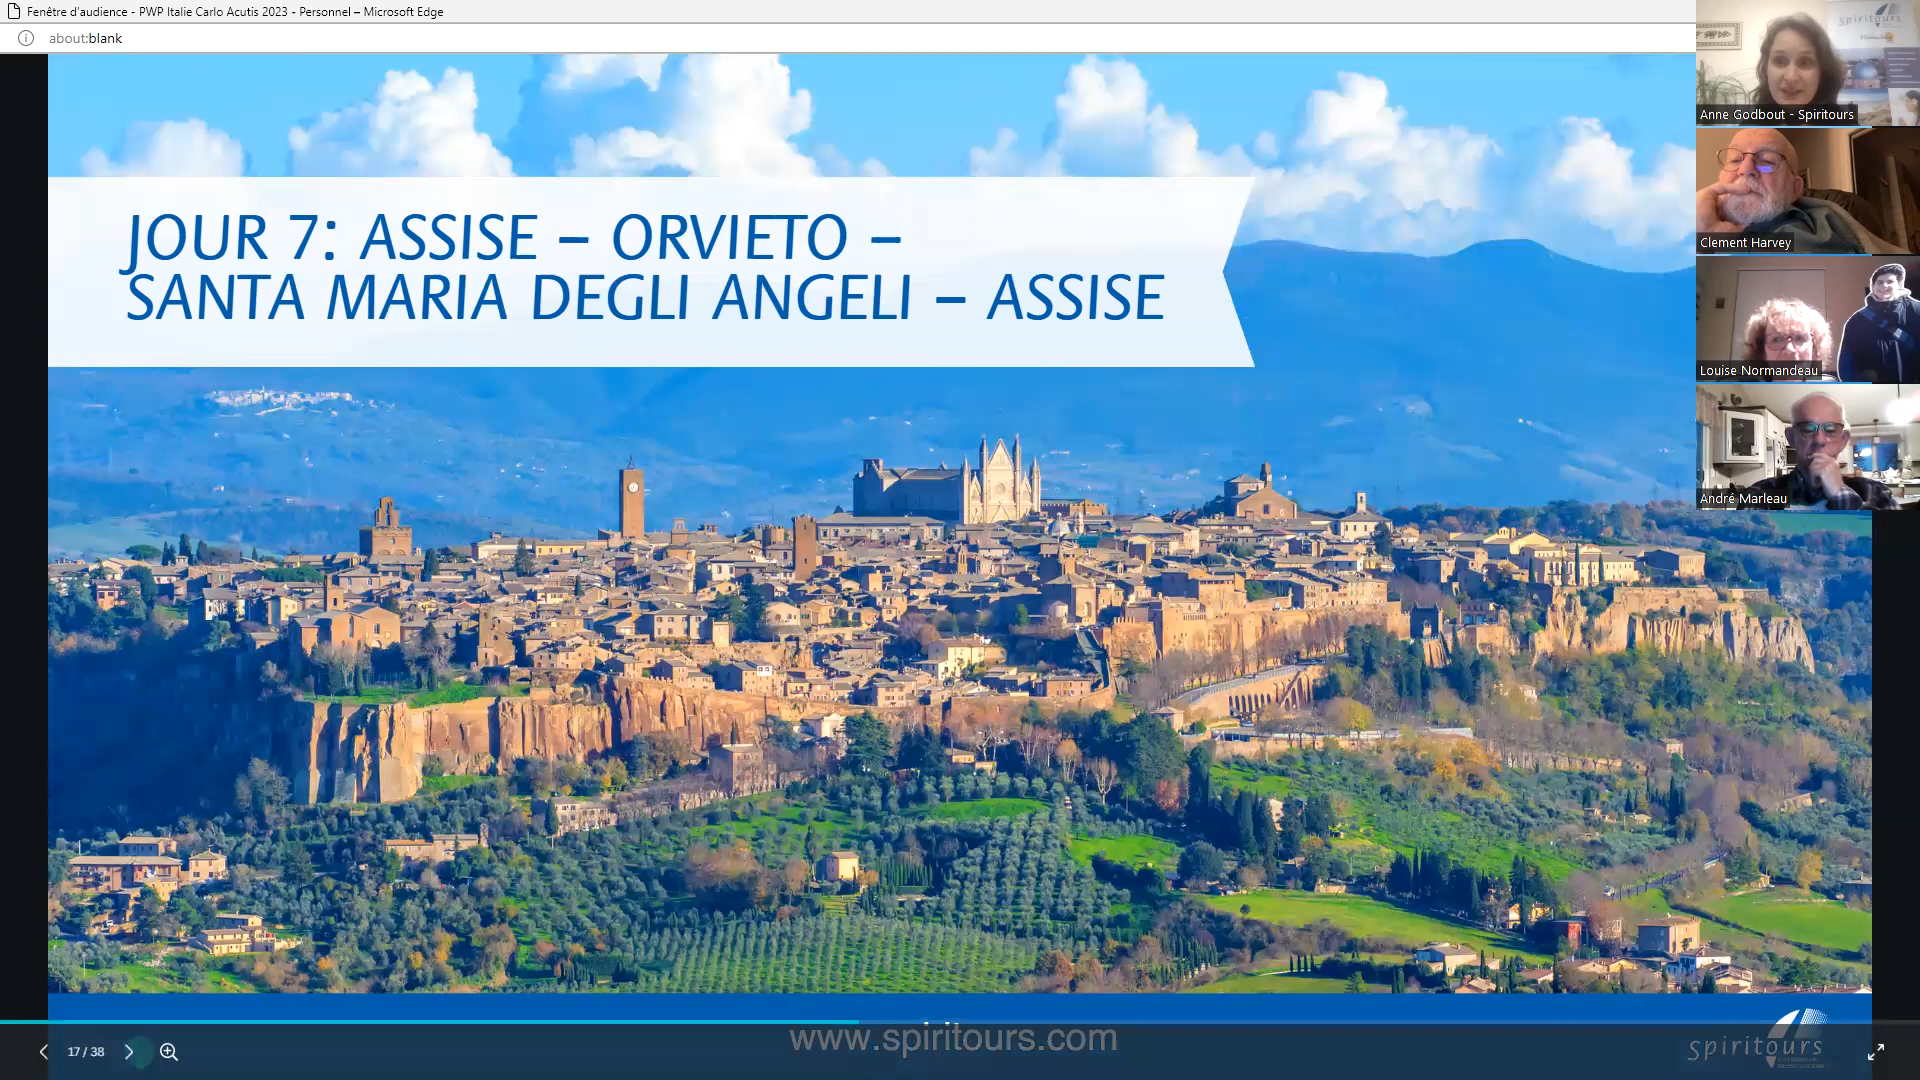 Fenêtre d'audience - PWP Italie Carlo Acutis 2023 - Personnel – Microsoft Edge
about:blank
JOUR 7: ASSISE – ORVIETO –
SANTA MARIA DEGLI ANGELI – ASSISE
Spiritours
Anne Godbout - Spiritours
Clement Harvey
Louise Normandeau
André Marleau
17 / 38
www.spiritours.com
spiritours